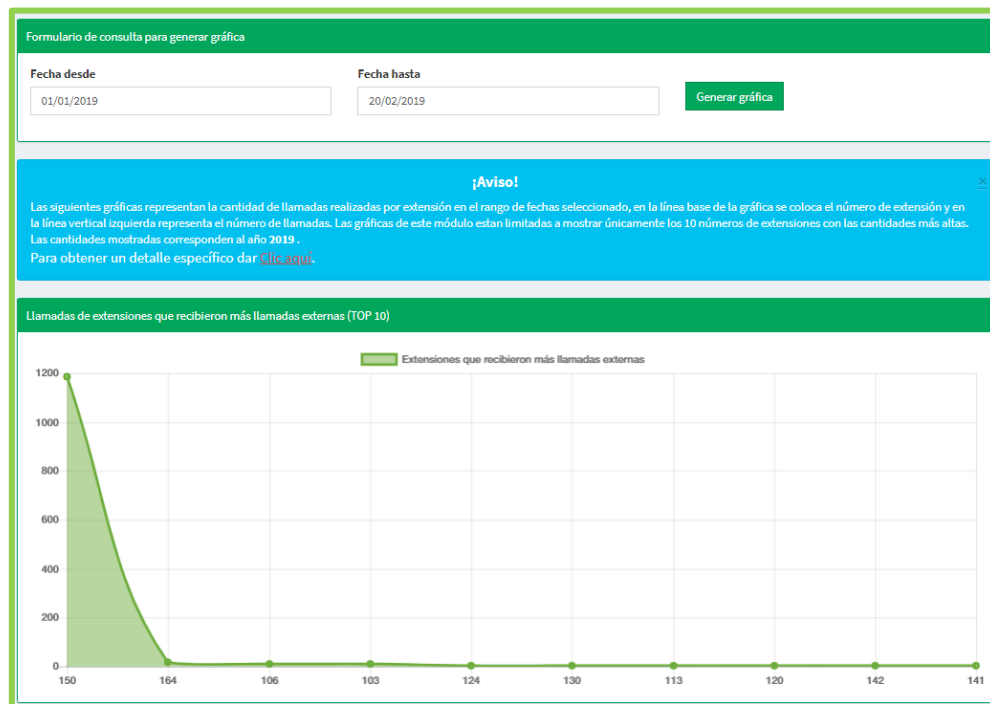 Formulario de consulta para generar gráfica
Fecha desde
Fecha hasta
01/01/2019
20/02/2019
Generar gráfica
¡Aviso!
×
Las siguientes gráficas representan la cantidad de llamadas realizadas por extensión en el rango de fechas seleccionado, en la línea base de la gráfica se coloca el número de extensión y en
la línea vertical izquierda representa el número de llamadas. Las gráficas de este módulo estan limitadas a mostrar únicamente los 10 números de extensiones con las cantidades más altas.
Las cantidades mostradas corresponden al año 2019 .
Para obtener un detalle específico dar Clic aquí.
Llamadas de extensiones que recibieron más llamadas externas (TOP 10)
Extensiones que recibieron más llamadas externas
1200
1000
800
600
400
200
0
150 164 106 103 124 130 113 120 142 141